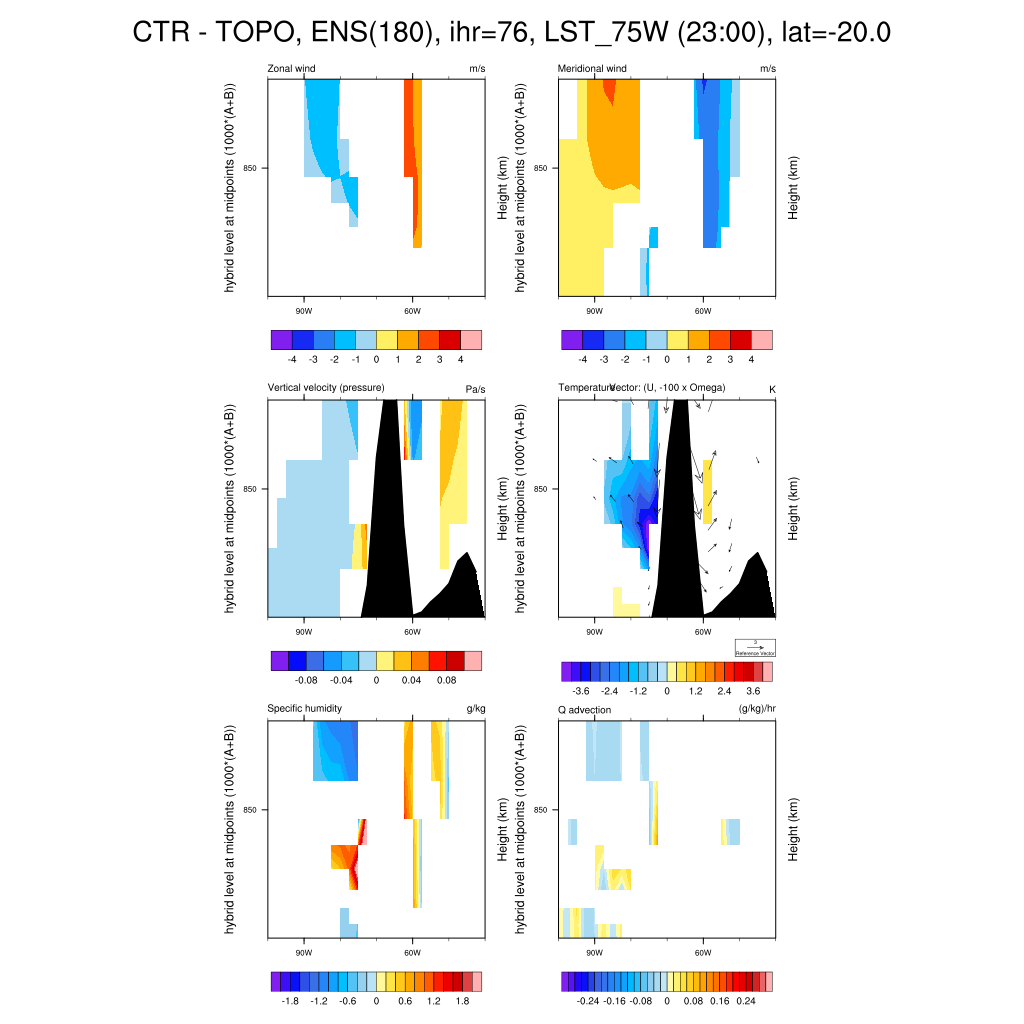 CTR - TOPO, ENS(180), ihr=76, LST_75W (23:00), lat=-20.0
Zonal wind m/s
hybrid level at midpoints (1000*(A+B))
850
Height (km)
90W 60W
-4 -3 -2 -1 0 1 2 3 4
Meridional wind m/s
hybrid level at midpoints (1000*(A+B))
850
Height (km)
90W 60W
-4 -3 -2 -1 0 1 2 3 4
Vertical velocity (pressure) Pa/s
hybrid level at midpoints (1000*(A+B))
850
Height (km)
90W 60W
-0.08 -0.04 0 0.04 0.08
Temperature Vector: (U, -100 x Omega) K
hybrid level at midpoints (1000*(A+B))
850
Height (km)
90W 60W
3
Reference Vector
-3.6 -2.4 -1.2 0 1.2 2.4 3.6
Specific humidity g/kg
hybrid level at midpoints (1000*(A+B))
850
Height (km)
90W 60W
-1.8 -1.2 -0.6 0 0.6 1.2 1.8
Q advection (g/kg)/hr
hybrid level at midpoints (1000*(A+B))
850
Height (km)
90W 60W
-0.24 -0.16 -0.08 0 0.08 0.16 0.24